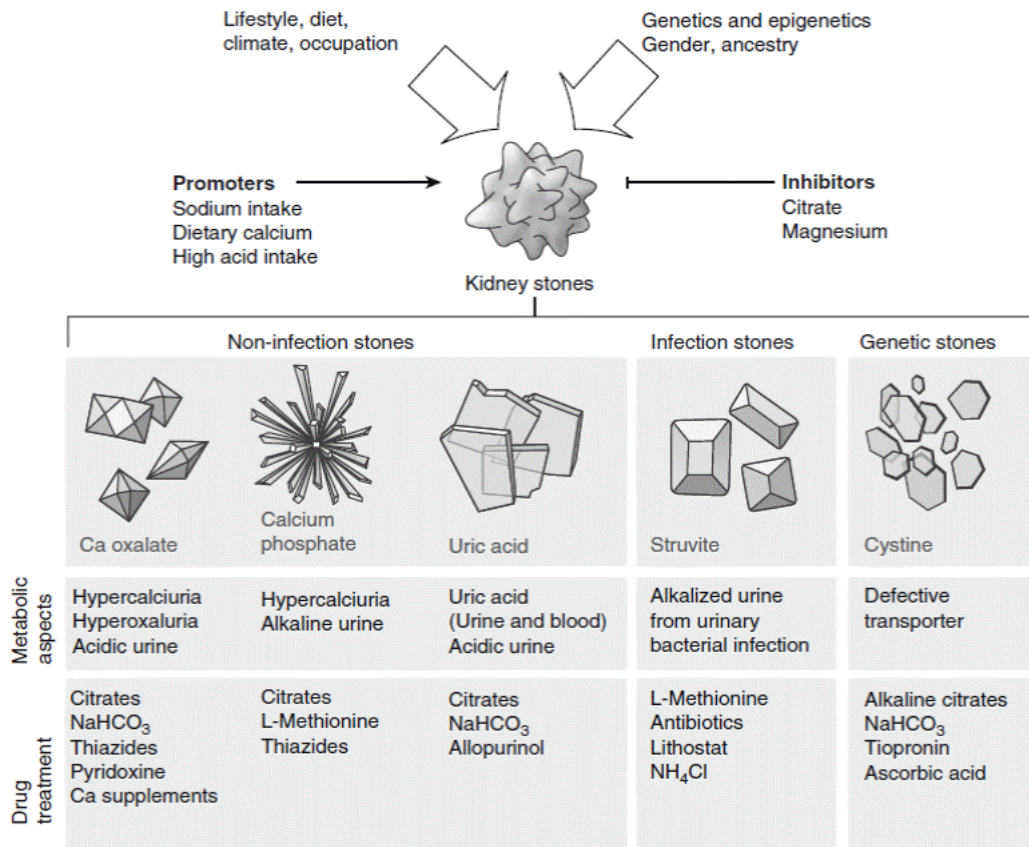 Lifestyle, diet,
climate, occupation
Genetics and epigenetics
Gender, ancestry
Promoters
Sodium intake
Dietary calcium
High acid intake
Inhibitors
Citrate
Magnesium
Kidney stones
Non-infection stones
Infection stones
Genetic stones
Ca oxalate
Calcium
phosphate
Uric acid
Struvite
Cystine
Metabolic
aspects
Hypercalciuria
Hyperoxaluria
Acidic urine
Hypercalciuria
Alkaline urine
Uric acid
(Urine and blood)
Acidic urine
Alkalized urine
from urinary
bacterial infection
Defective
transporter
Drug
treatment
Citrates
NaHCO₃
Thiazides
Pyridoxine
Ca supplements
Citrates
L-Methionine
Thiazides
Citrates
NaHCO₃
Allopurinol
L-Methionine
Antibiotics
Lithostat
NH₄Cl
Alkaline citrates
NaHCO₃
Tiopronin
Ascorbic acid